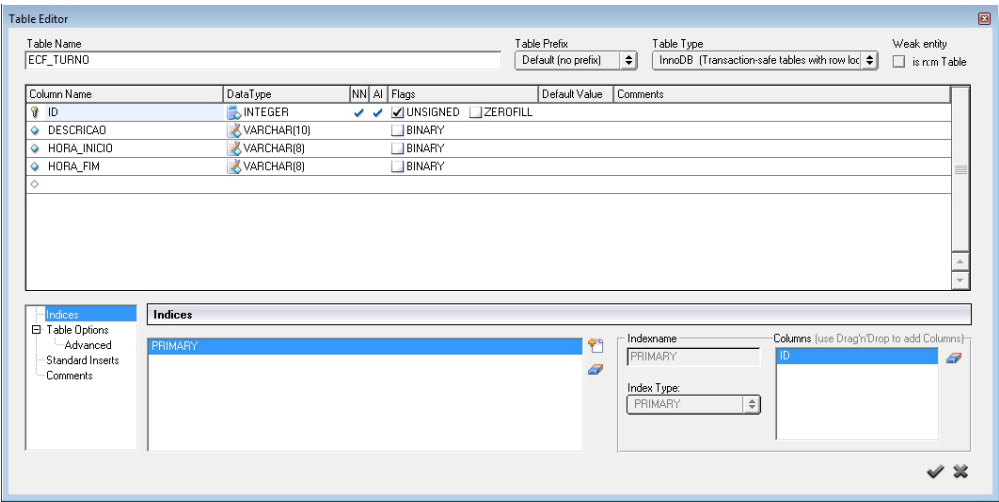 Table Editor
Table Name
Table Prefix
Table Type
Weak entity
ECF_TURNO
Default (no prefix)
InnoDB (Transaction-safe tables with row loc
is n:m Table
Column Name DataType NN AI Flags Default Value Comments
ID INTEGER UNSIGNED ZEROFILL
DESCRICAO VARCHAR(10) BINARY
HORA_INICIO VARCHAR(8) BINARY
HORA_FIM VARCHAR(8) BINARY
Indices
Table Options
Advanced
Standard Inserts
Comments
Indices
PRIMARY
Indexname
PRIMARY
Index Type:
PRIMARY
Columns (use Drag'n'Drop to add Columns)
ID